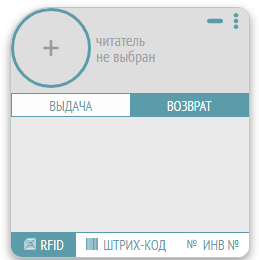 читатель
не выбран
ВЫДАЧА ВОЗВРАТ
RFID ШТРИХ-КОД № ИНВ №